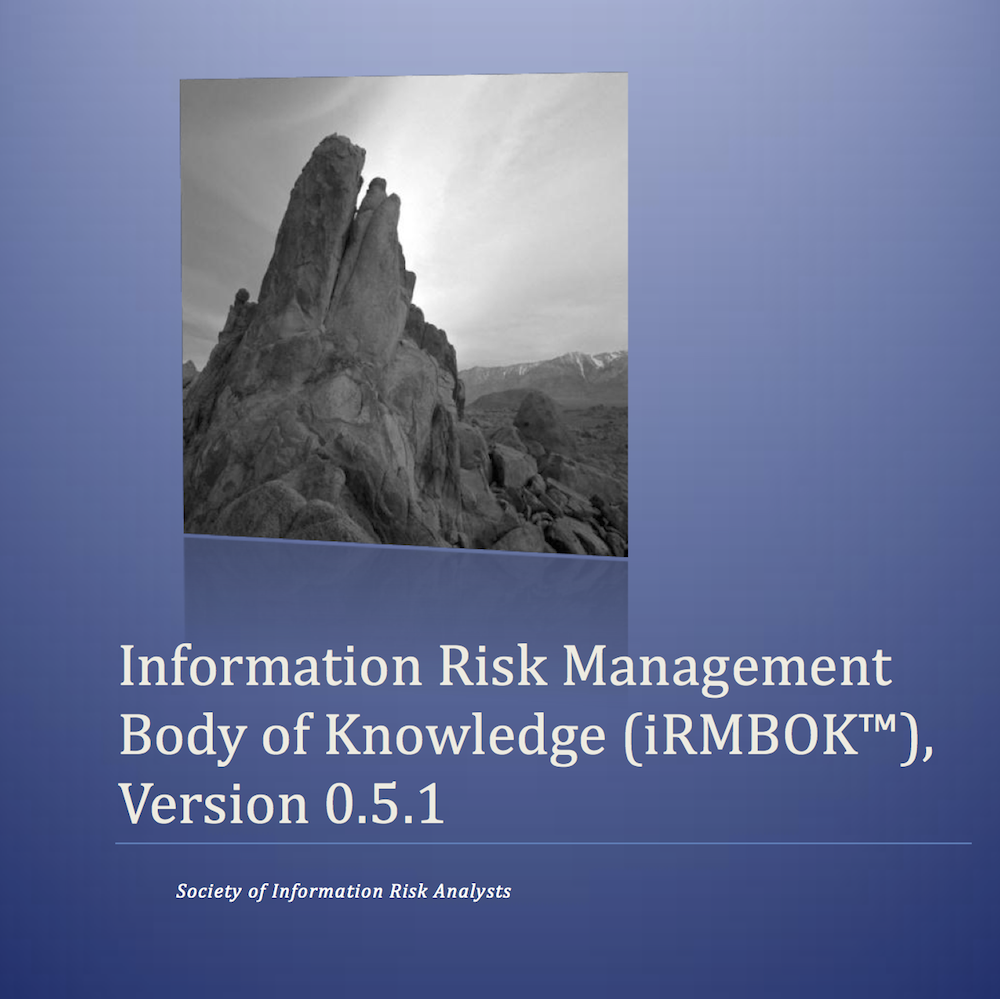 Information Risk Management
Body of Knowledge (iRMBOK™),
Version 0.5.1
Society of Information Risk Analysts